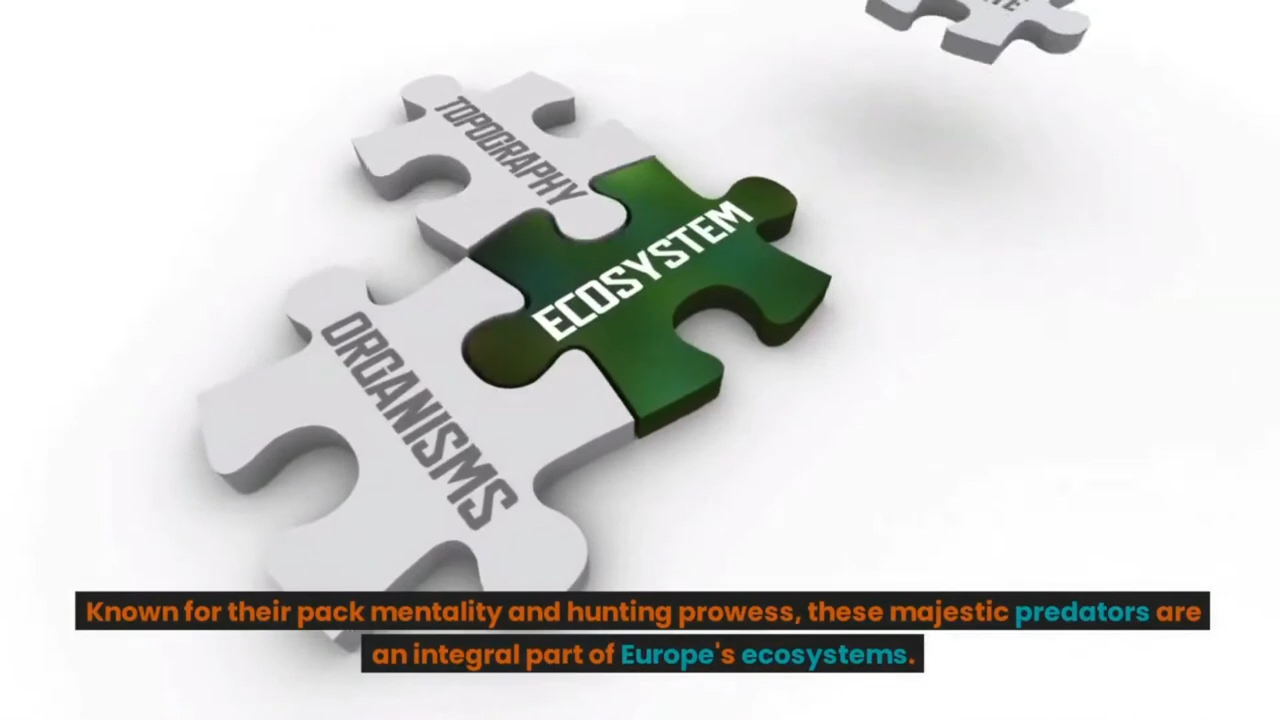 TOPOGRAPHY
ECOSYSTEM
ORGANISMS
Known for their pack mentality and hunting prowess, these majestic predators are
an integral part of Europe's ecosystems.